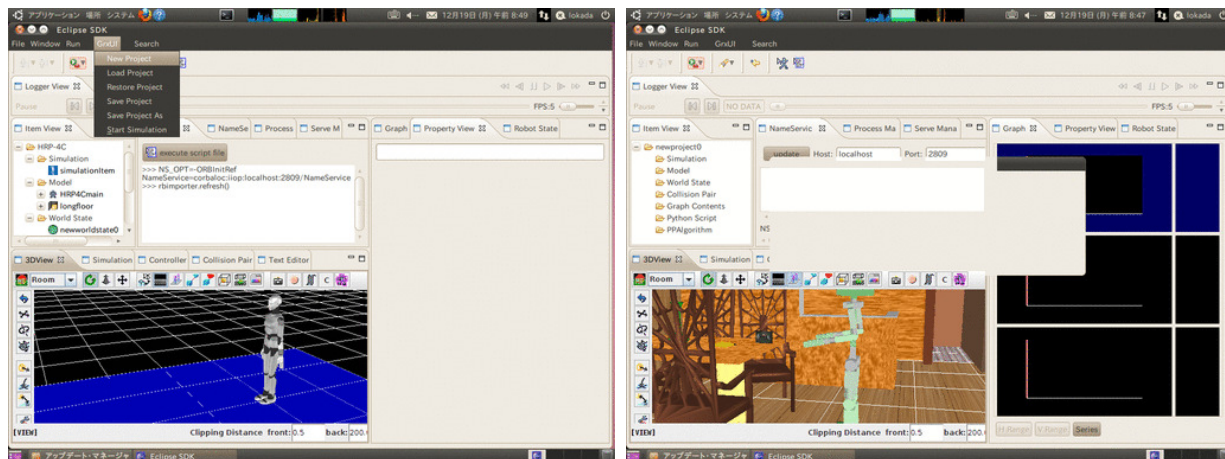 アプリケーション 場所 システム
12月19日 (月) 午前 8:49
lokada
Eclipse SDK
File Window Run GrxUI Search
New Project
Load Project
Restore Project
Save Project
Save Project As
Start Simulation
Logger View
Pause
FPS:5
Item View
NameSe
Process
Serve M
Graph
Property View
Robot State
HRP-4C
Simulation
simulationItem
Model
HRP4Cmain
longfloor
World State
newworldstate0
execute script file
>>> NS_OPT=-ORBInitRef
NameService=corbaloc:iiop:localhost:2809/NameService
>>> rbimporter.refresh()
3DView
Simulation
Controller
Collision Pair
Text Editor
Room
[VIEW]
Clipping Distance front: 0.5 back: 200.
アップデート・マネージャ
Eclipse SDK
アプリケーション 場所 システム
12月19日 (月) 午前 8:47
lokada
Eclipse SDK
File Window Run GrxUI Search
Logger View
Pause
NO DATA
FPS:5
Item View
NameServic
Process Ma
Serve Mana
Graph
Property View
Robot State
newproject0
Simulation
Model
World State
Collision Pair
Graph Contents
Python Script
PPAlgorithm
update
Host: localhost
Port: 2809
NS
3DView
Simulation
Room
[VIEW]
Clipping Distance front: 0.5 back: 200.
H Range
V Range
Series
アップデート・マネージャ
Eclipse SDK